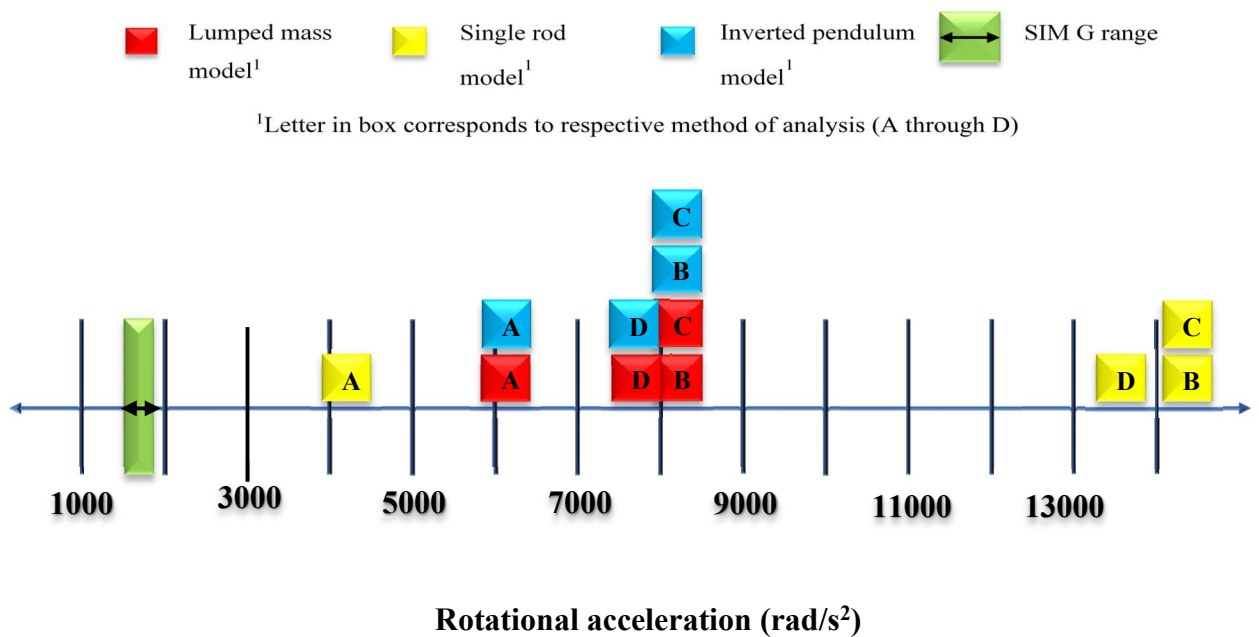 Lumped mass
model¹
Single rod
model¹
Inverted pendulum
model¹
SIM G range
¹Letter in box corresponds to respective method of analysis (A through D)
C
B
A
D
C
C
A
A
D
B
D
B
1000
3000
5000
7000
9000
11000
13000
Rotational acceleration (rad/s²)